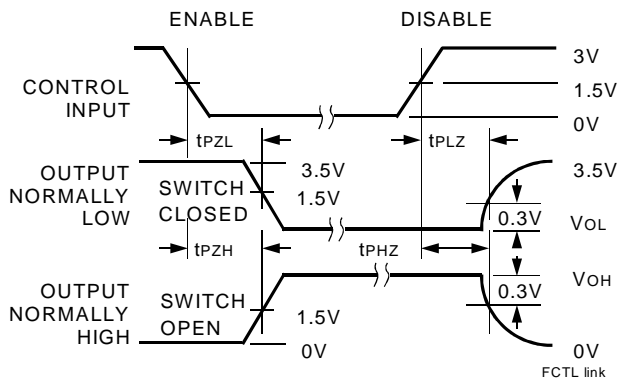 ENABLE DISABLE
3V
CONTROL
INPUT
1.5V
0V
tPZL tPLZ
3.5V 3.5V
OUTPUT
NORMALLY
LOW
SWITCH
CLOSED
1.5V
0.3V
VOL
tPZH tPHZ
VOH
0.3V
OUTPUT
NORMALLY
HIGH
SWITCH
OPEN
1.5V
0V 0V
FCTL link